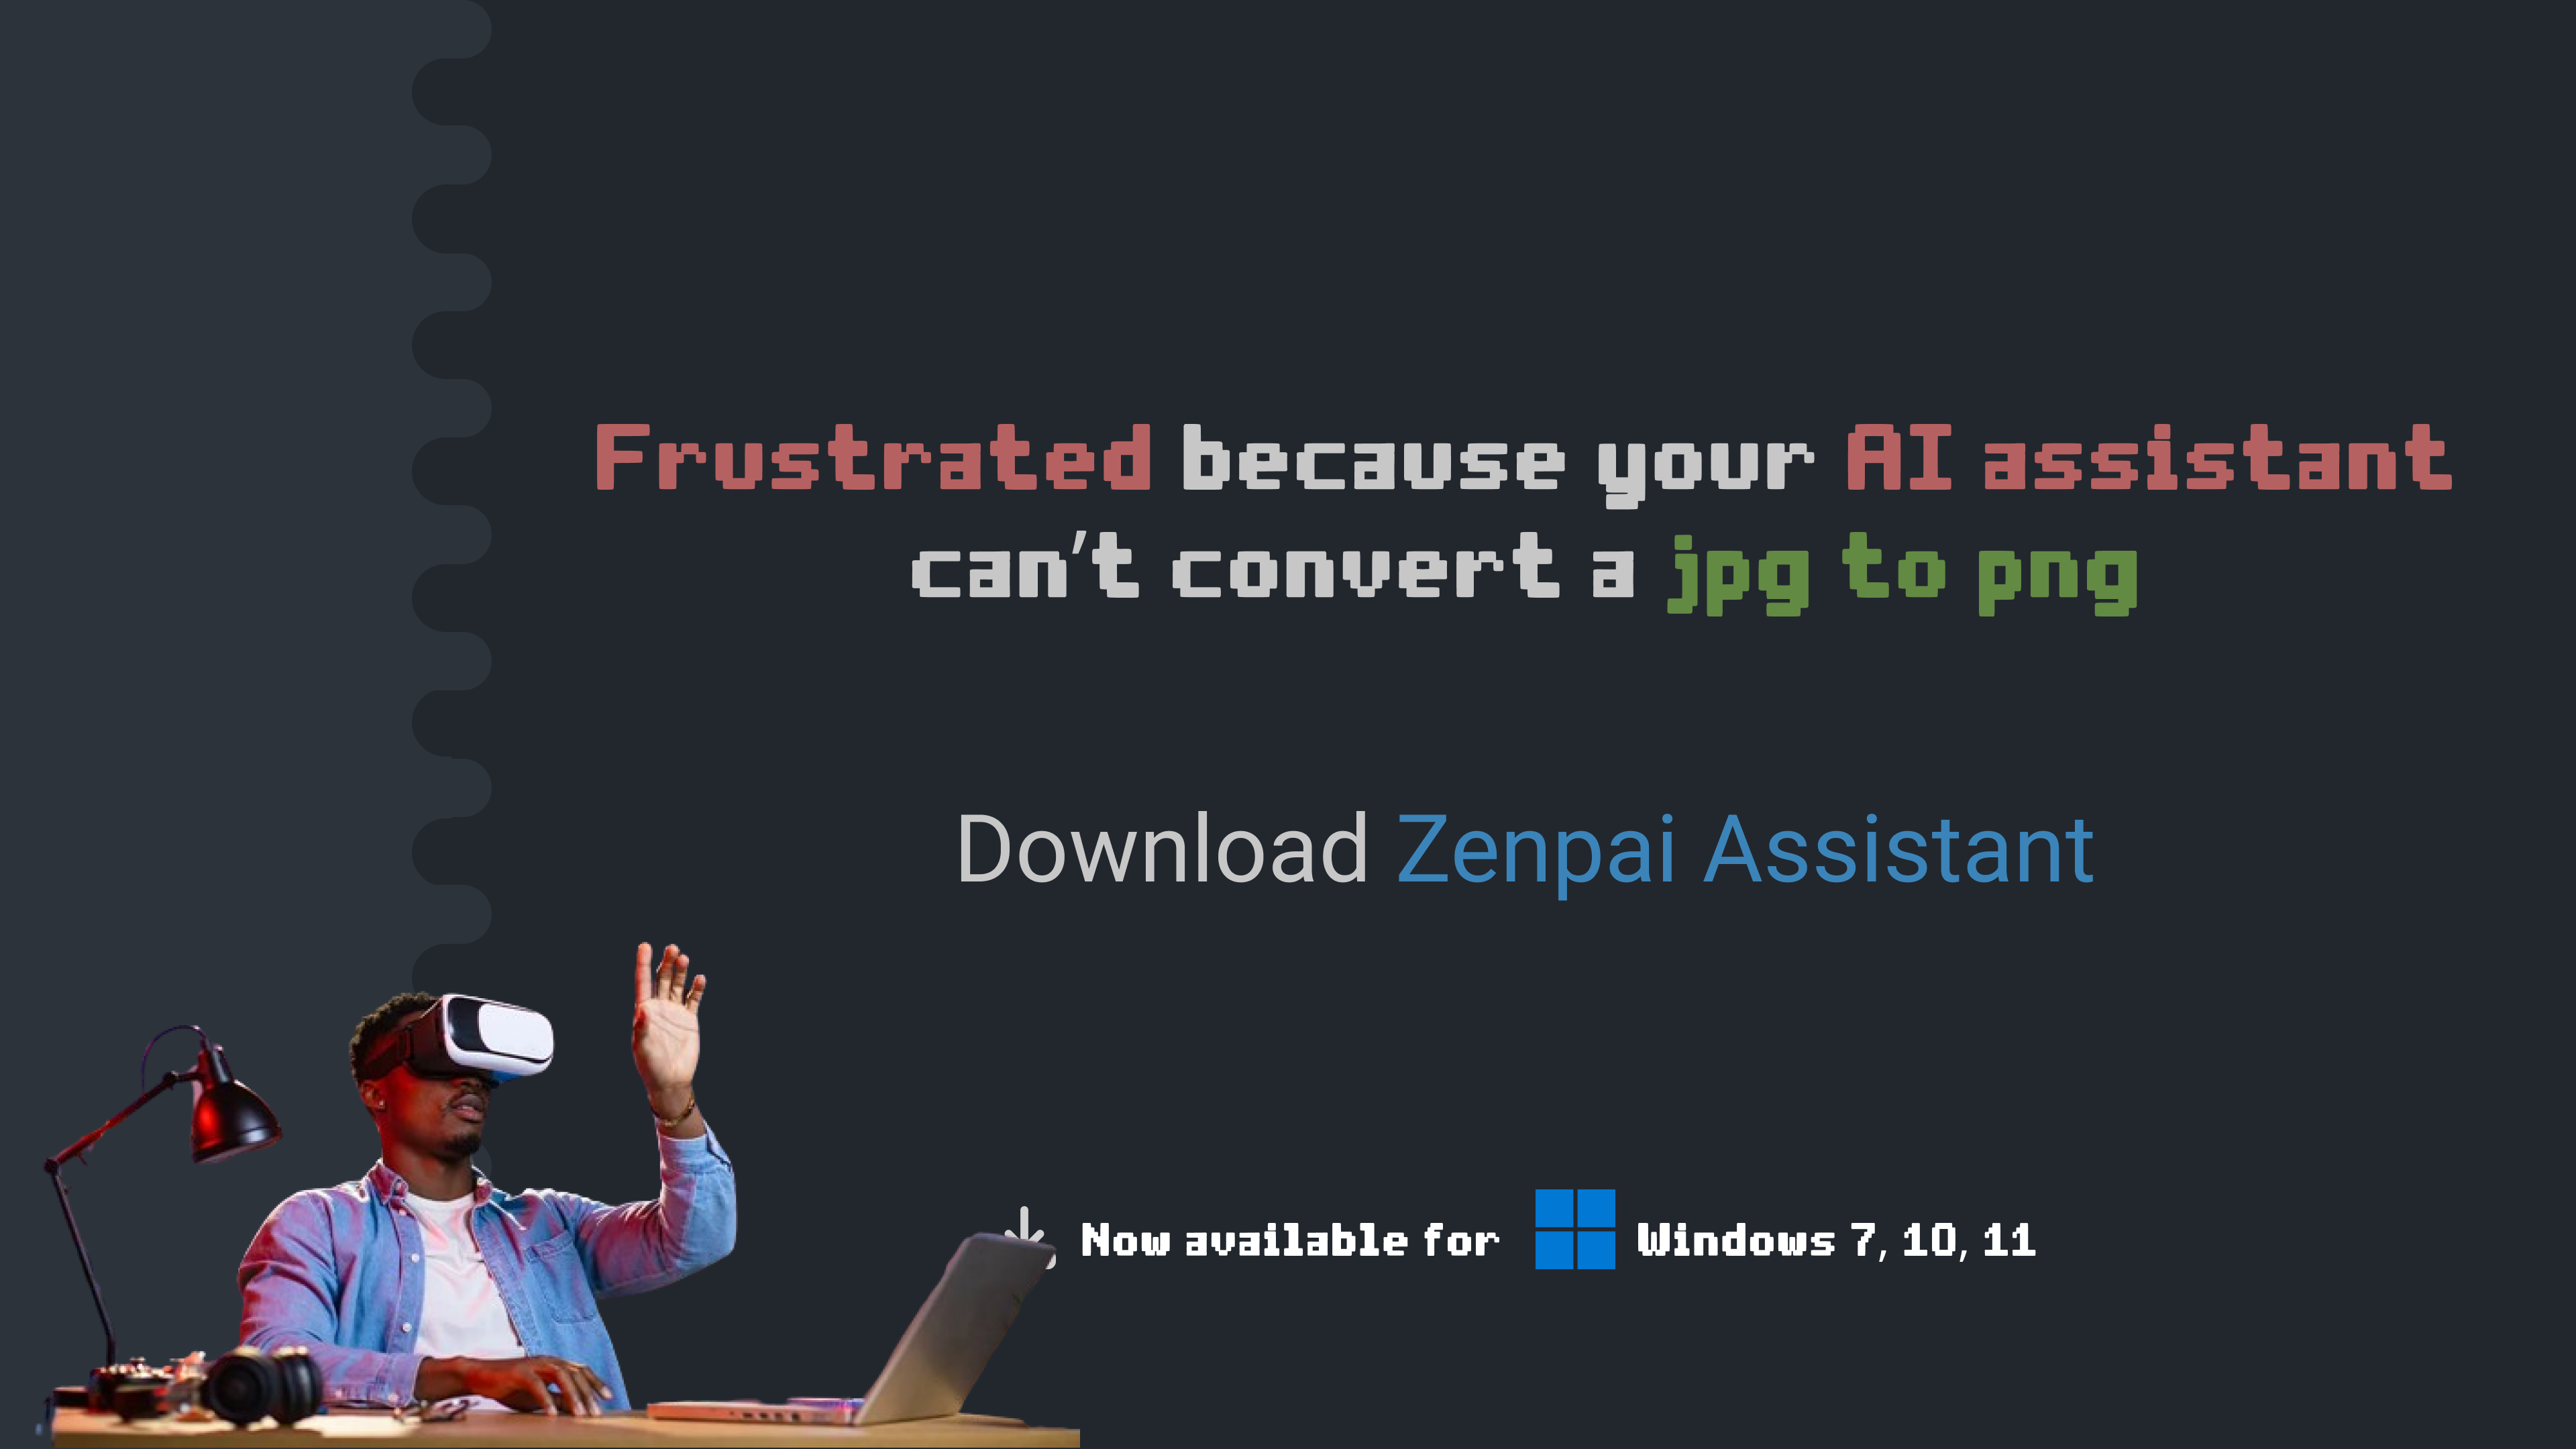 Frustrated because your AI assistant
can't convert a jpg to png
Download Zenpai Assistant
Now available for Windows 7, 10, 11